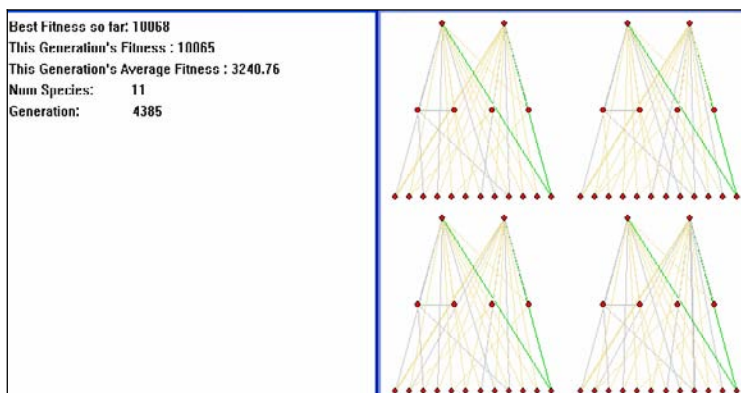 Best Fitness so far: 10068
This Generation's Fitness : 10065
This Generation's Average Fitness : 3240.76
Num Species: 11
Generation: 4385